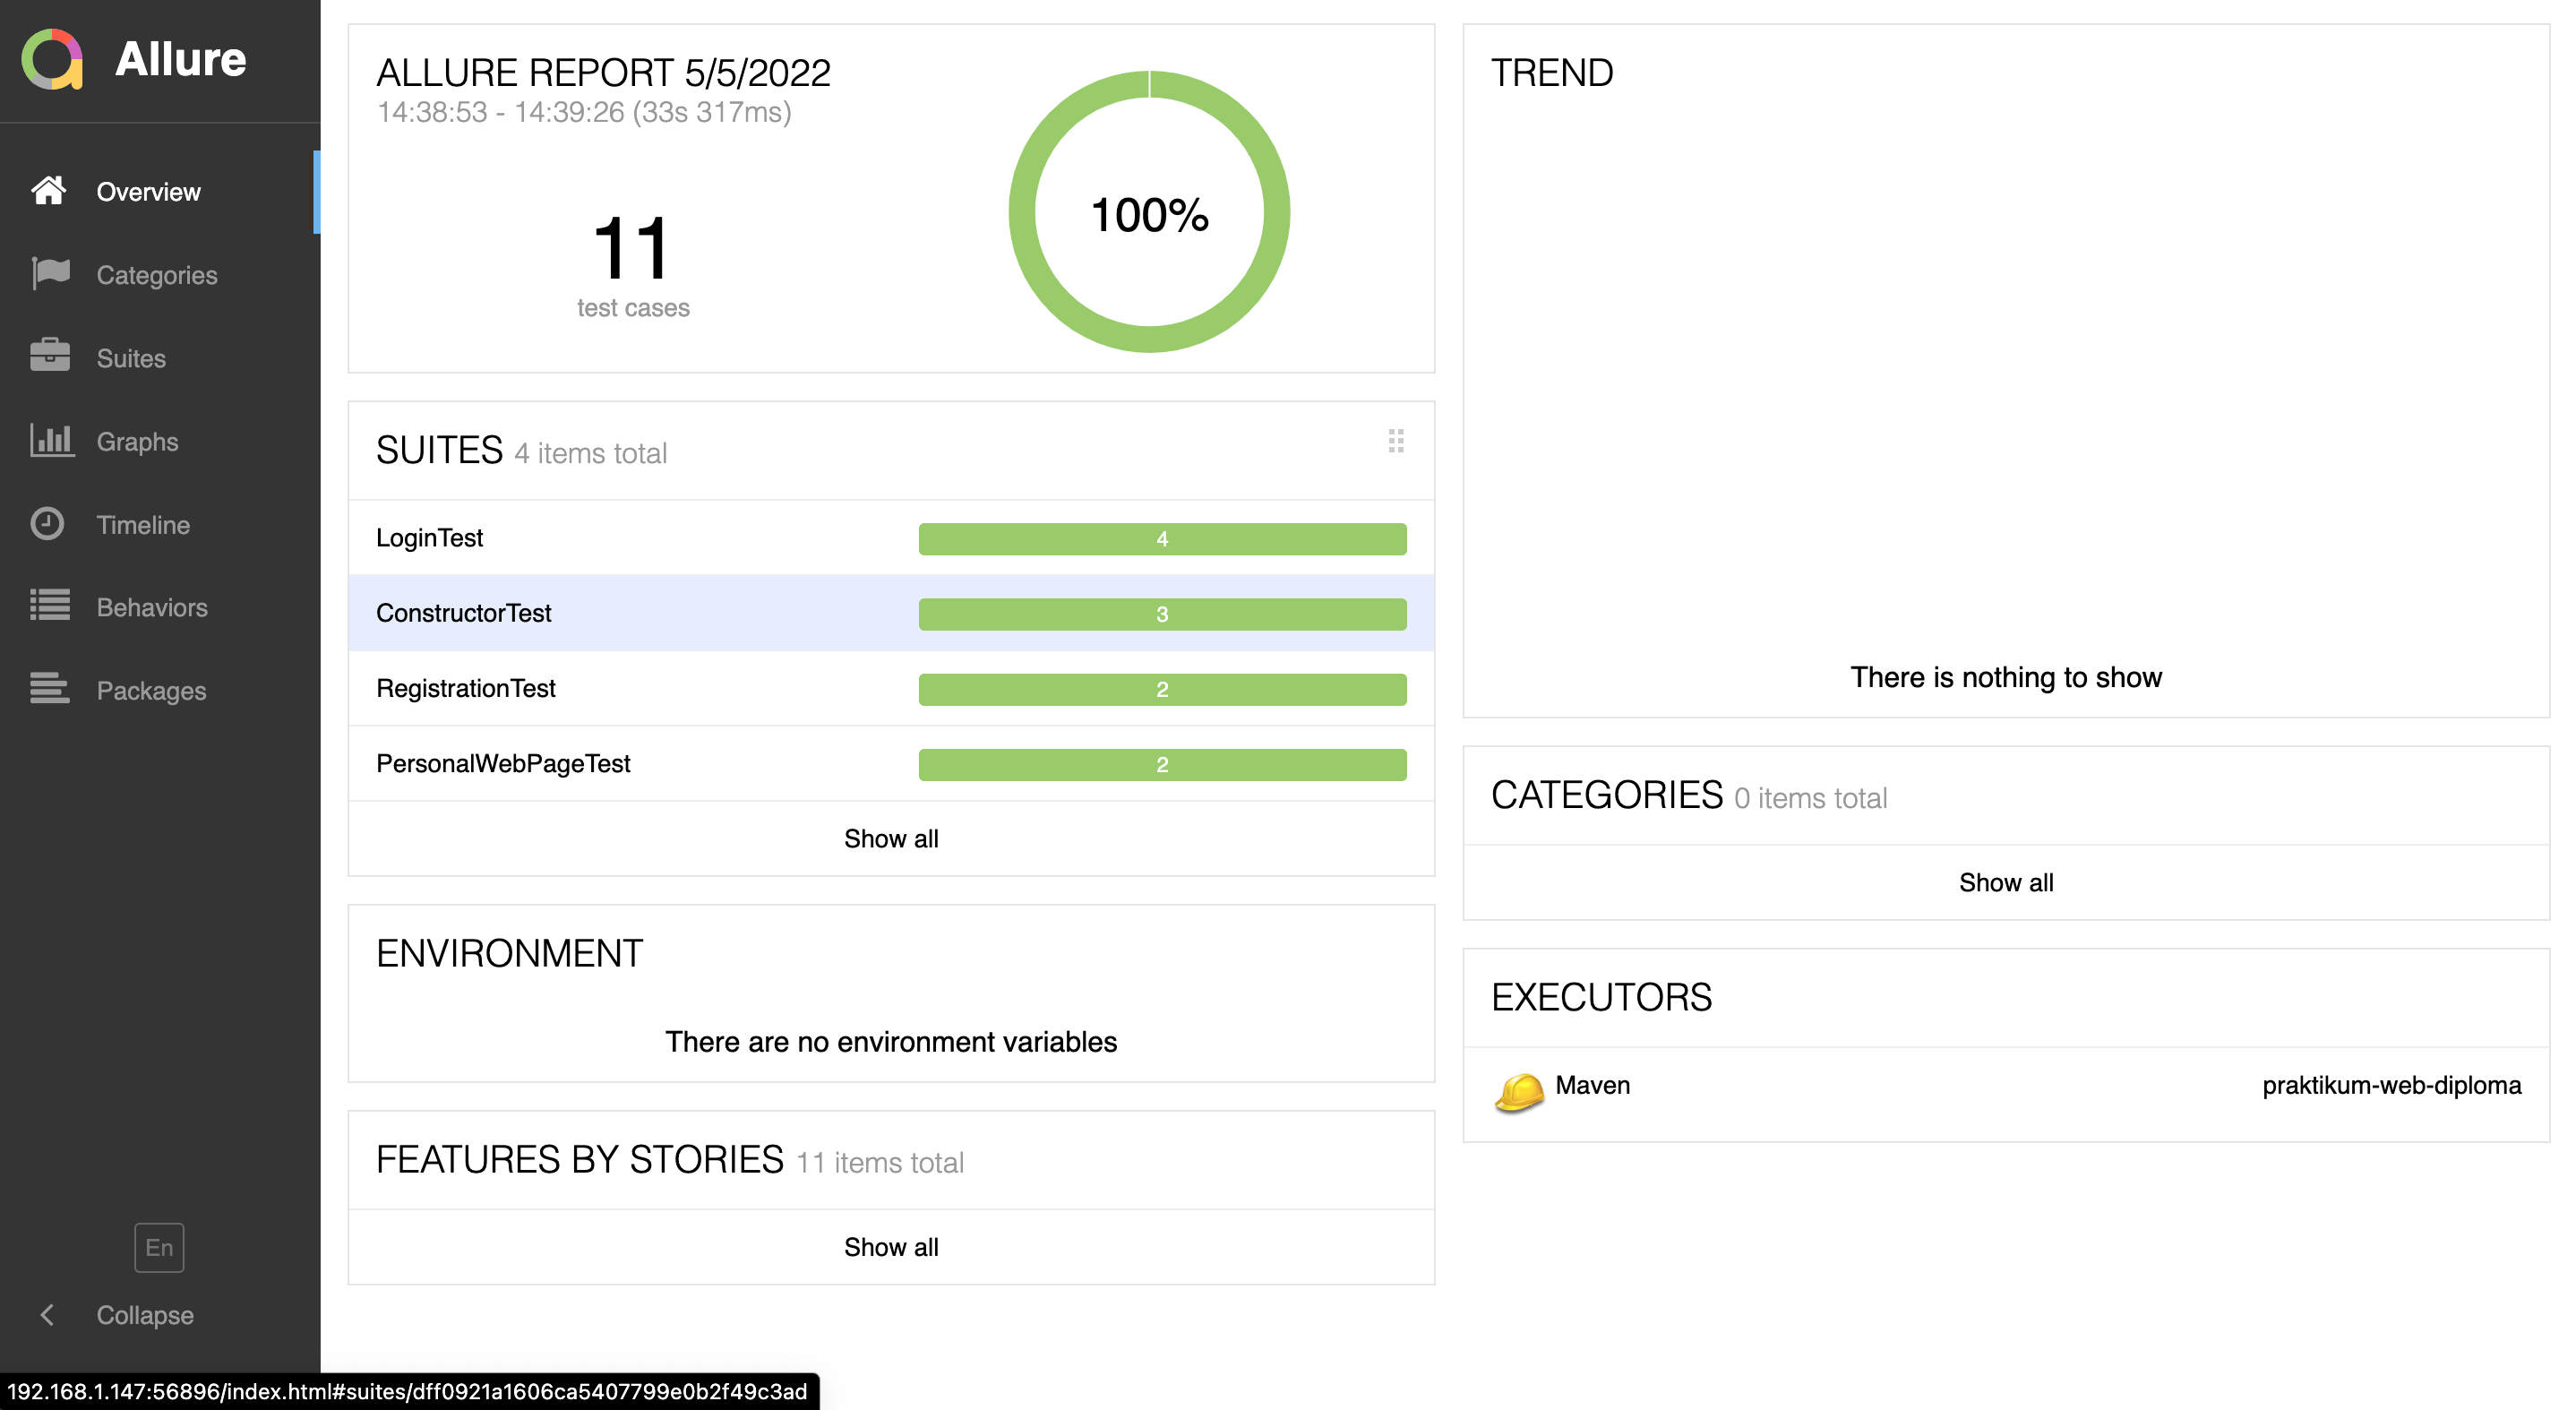 Allure
Overview
Categories
Suites
Graphs
Timeline
Behaviors
Packages
En
Collapse
ALLURE REPORT 5/5/2022
14:38:53 - 14:39:26 (33s 317ms)
11
test cases
100%
SUITES 4 items total
LoginTest 4
ConstructorTest 3
RegistrationTest 2
PersonalWebPageTest 2
Show all
ENVIRONMENT
There are no environment variables
FEATURES BY STORIES 11 items total
Show all
TREND
There is nothing to show
CATEGORIES 0 items total
Show all
EXECUTORS
Maven praktikum-web-diploma
192.168.1.147:56896/index.html#suites/dff0921a1606ca5407799e0b2f49c3ad